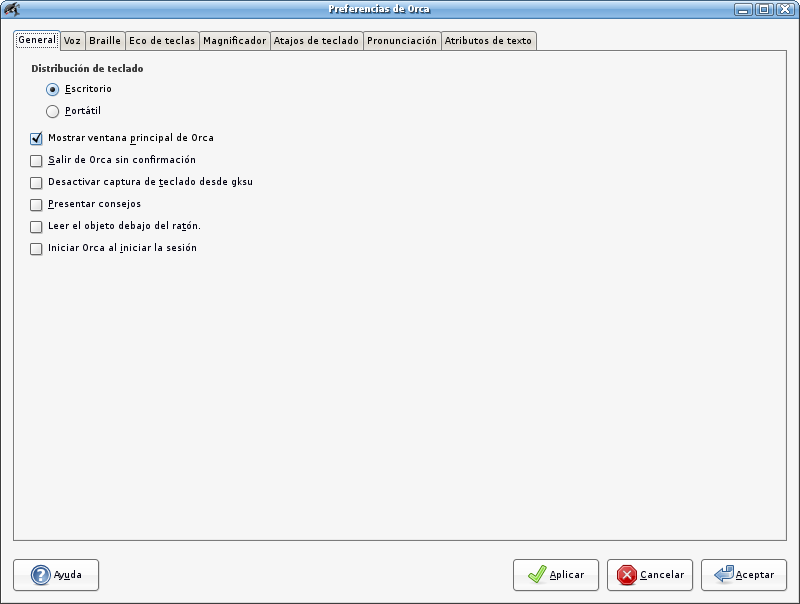 Preferencias de Orca
General Voz Braille Eco de teclas Magnificador Atajos de teclado Pronunciación Atributos de texto
Distribución de teclado
Escritorio
Portátil
Mostrar ventana principal de Orca
Salir de Orca sin confirmación
Desactivar captura de teclado desde gksu
Presentar consejos
Leer el objeto debajo del ratón.
Iniciar Orca al iniciar la sesión
Ayuda Aplicar Cancelar Aceptar